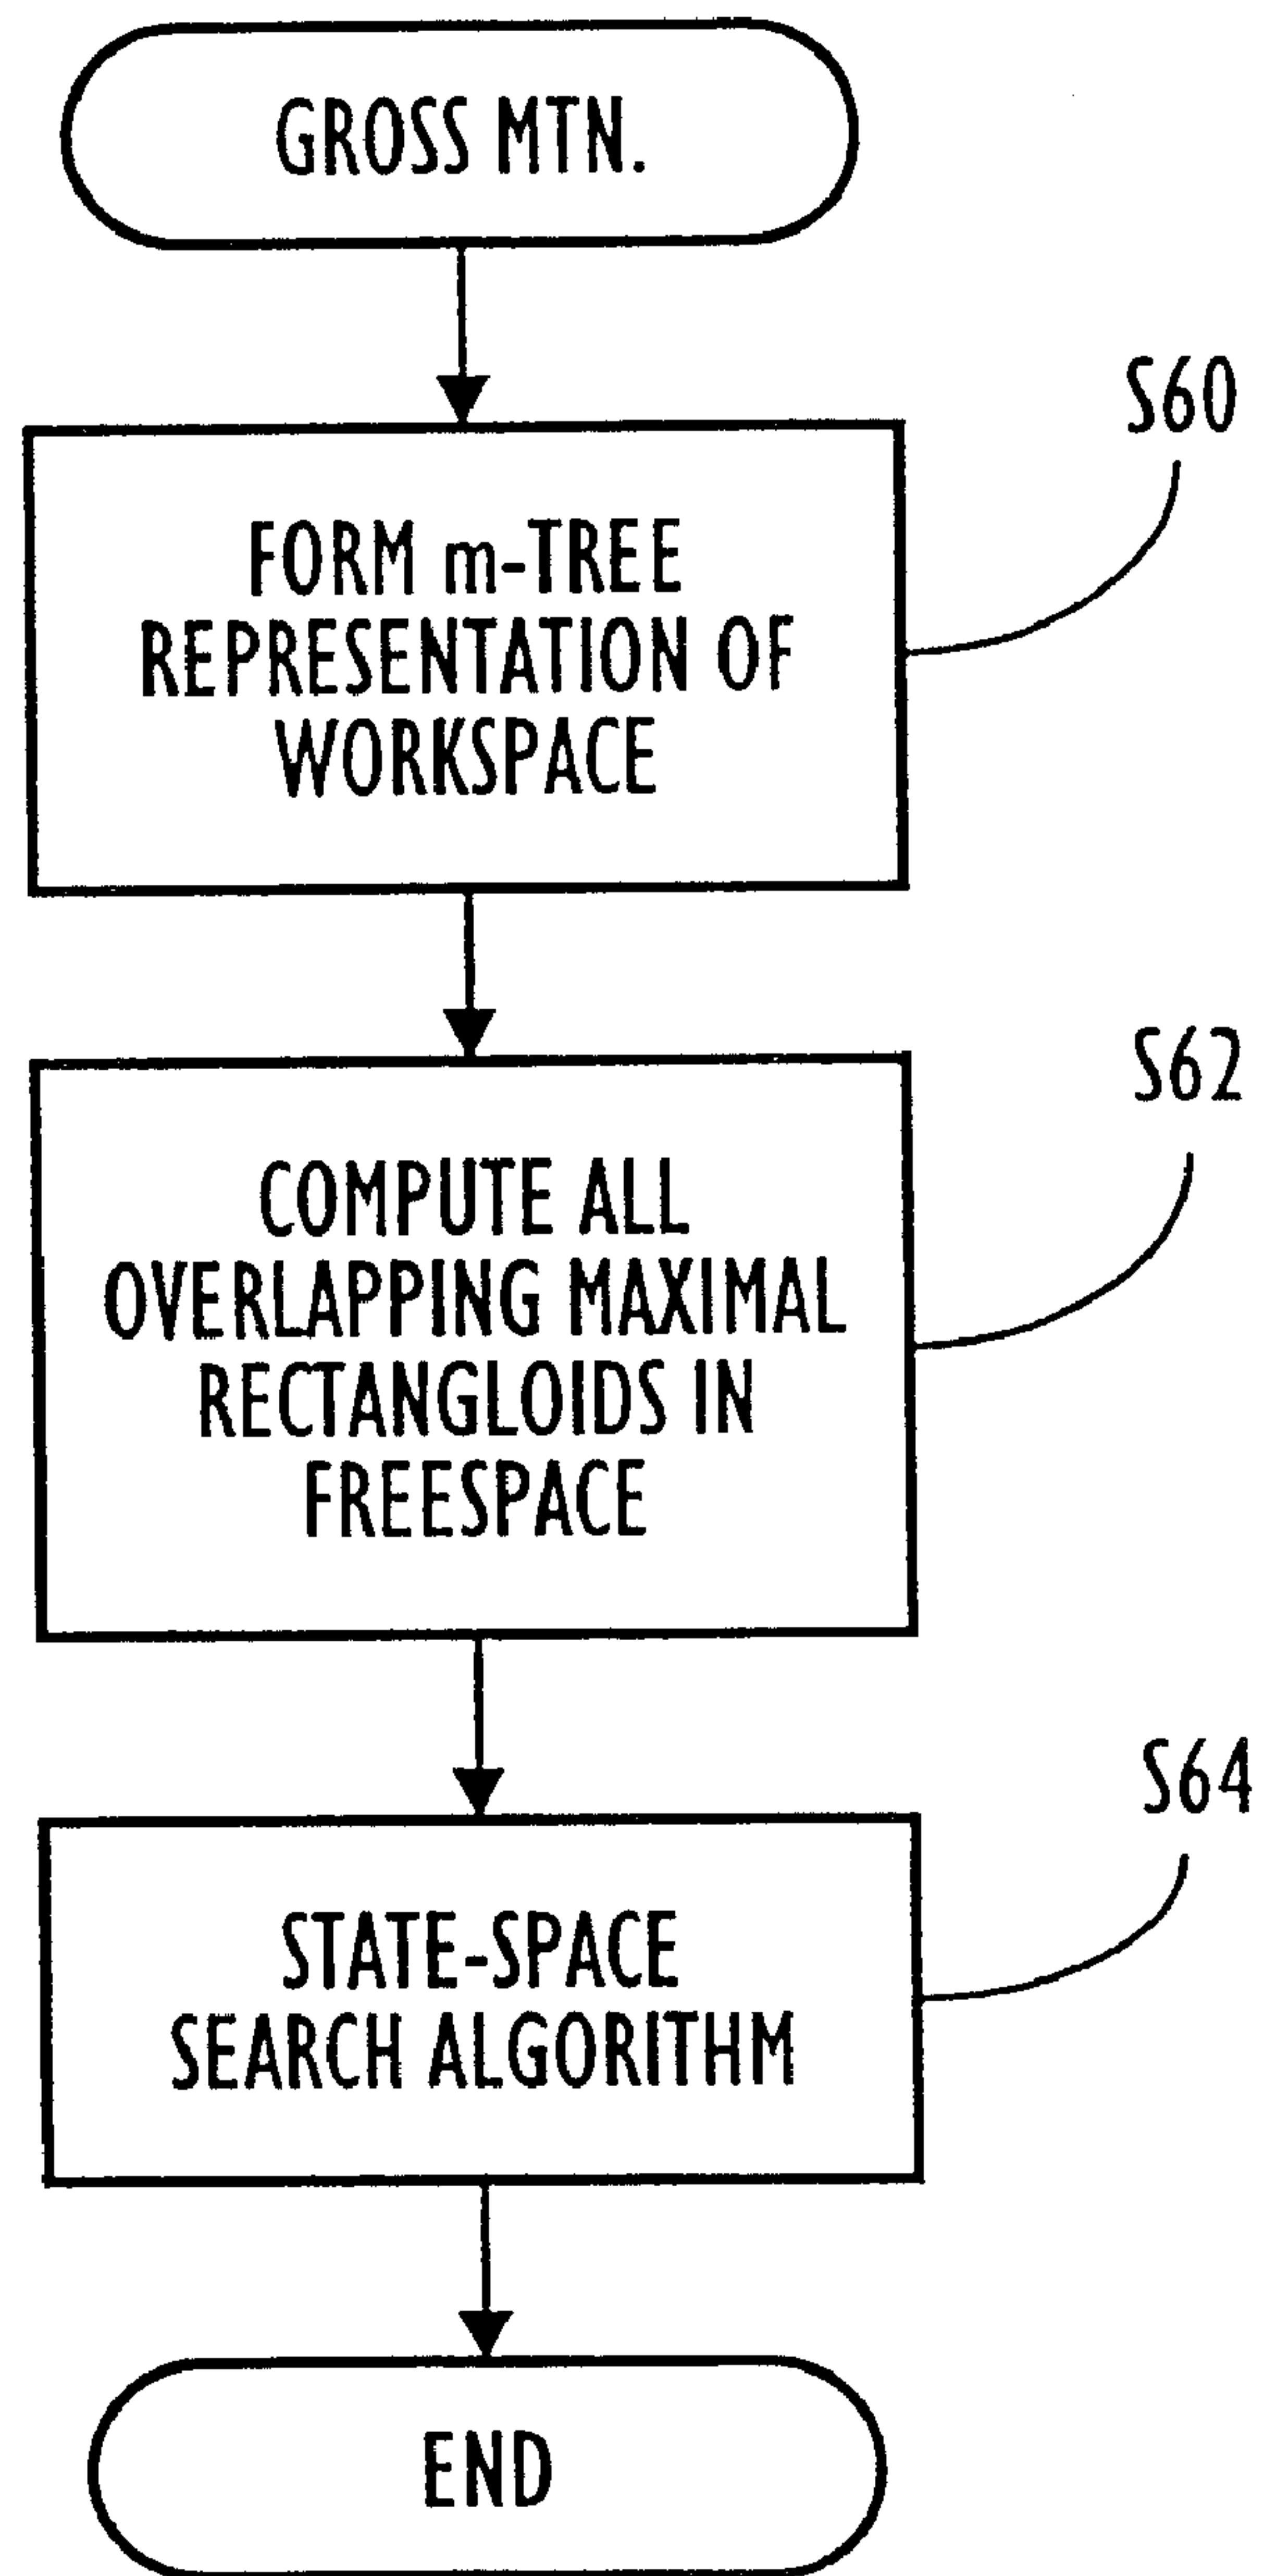 GROSS MTN.
S60
FORM m-TREE
REPRESENTATION OF
WORKSPACE
S62
COMPUTE ALL
OVERLAPPING MAXIMAL
RECTANGLOIDS IN
FREESPACE
S64
STATE-SPACE
SEARCH ALGORITHM
END